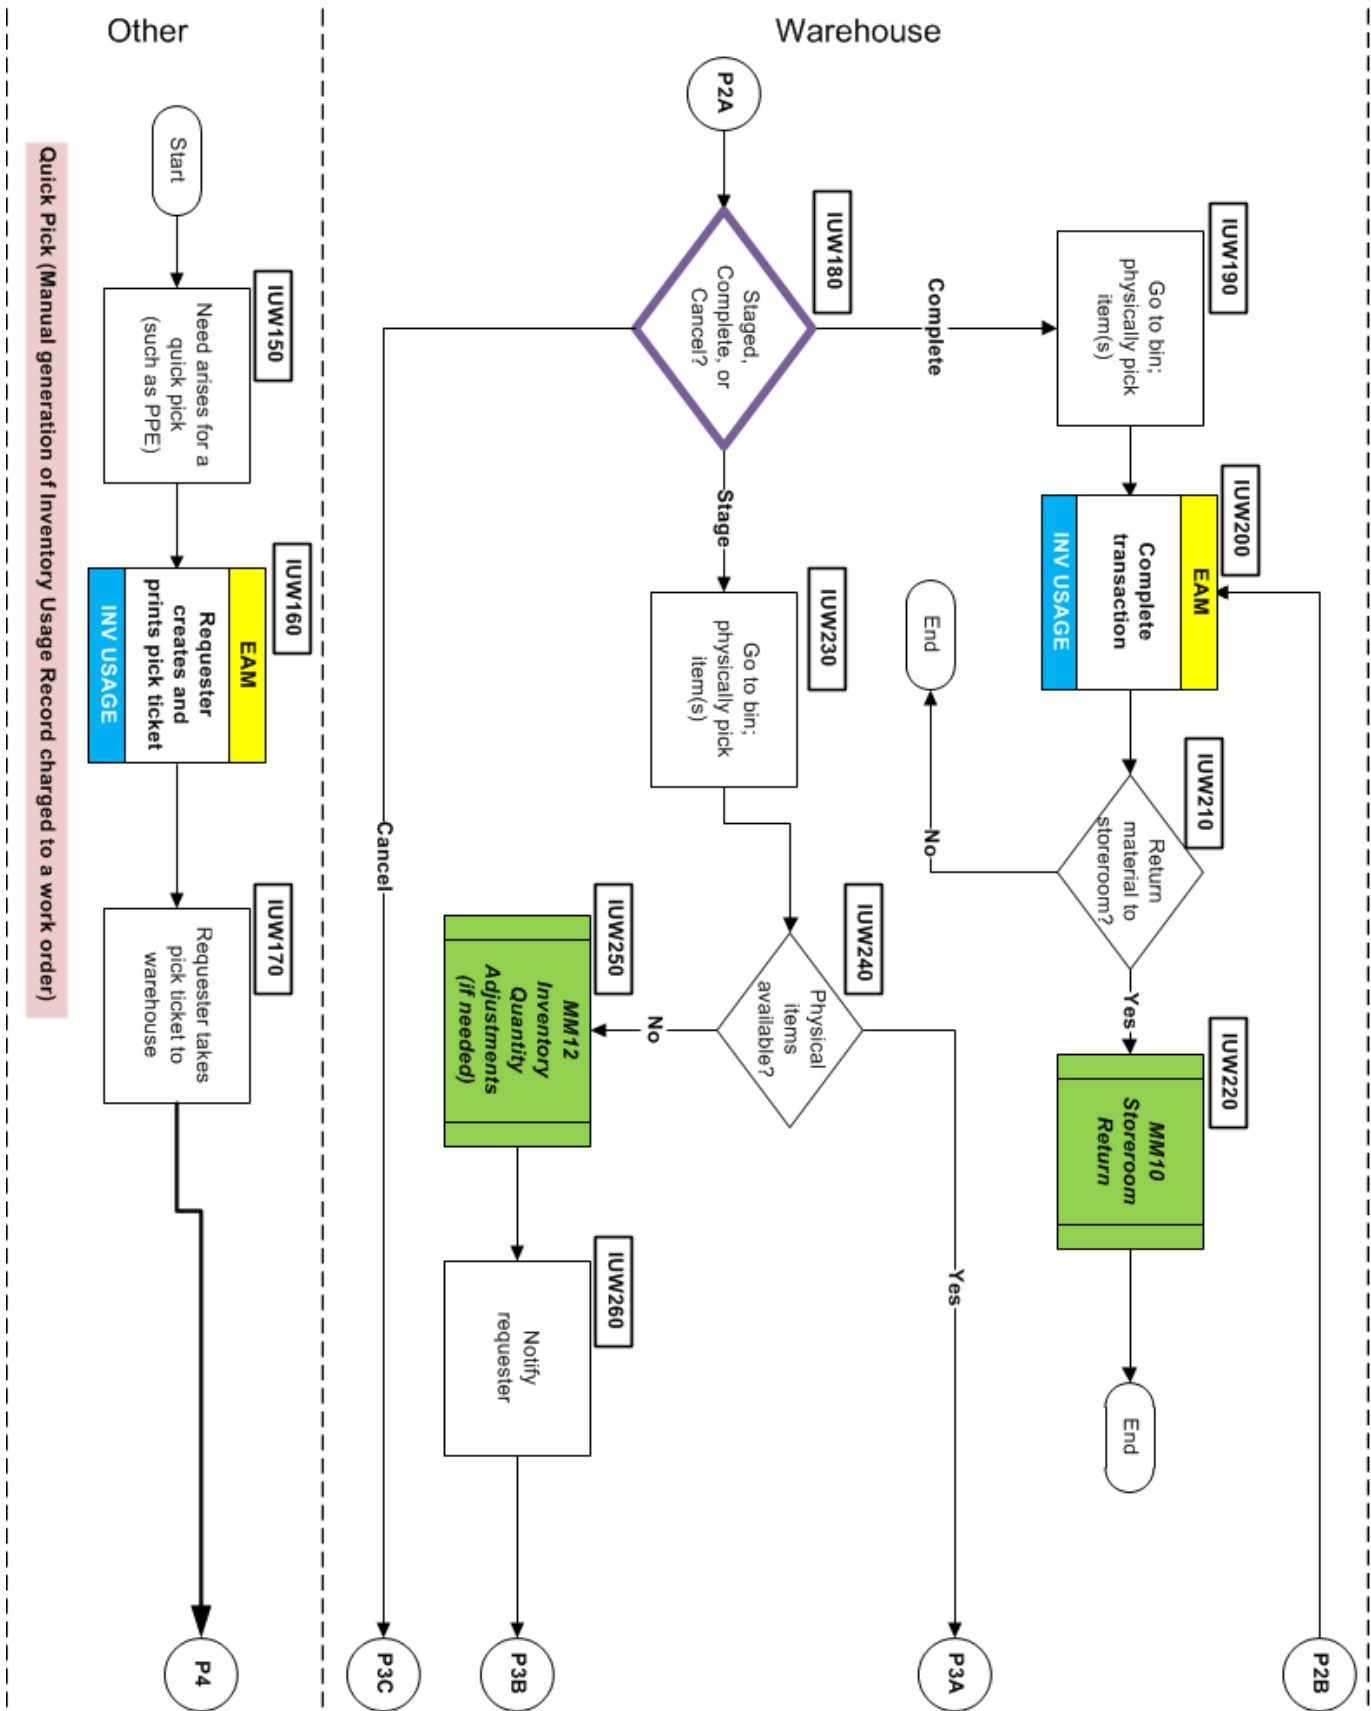 Other
Warehouse
P2A
IUW180
Staged,
Complete, or
Cancel?
Complete
IUW190
Go to bin;
physically pick
item(s)
IUW200
EAM
Complete
transaction
INV USAGE
IUW210
Return
material to
storeroom?
No
End
Yes
IUW220
MM10
Storeroom
Return
End
P2B
Stage
IUW230
Go to bin;
physically pick
item(s)
IUW240
Physical
items
available?
Yes
P3A
No
IUW250
MM12
Inventory
Quantity
Adjustments
(if needed)
IUW260
Notify
requester
P3B
Cancel
P3C
Start
IUW150
Need arises for a
quick pick
(such as PPE)
IUW160
EAM
Requester
creates and
prints pick ticket
INV USAGE
IUW170
Requester takes
pick ticket to
warehouse
P4
Quick Pick (Manual generation of Inventory Usage Record charged to a work order)